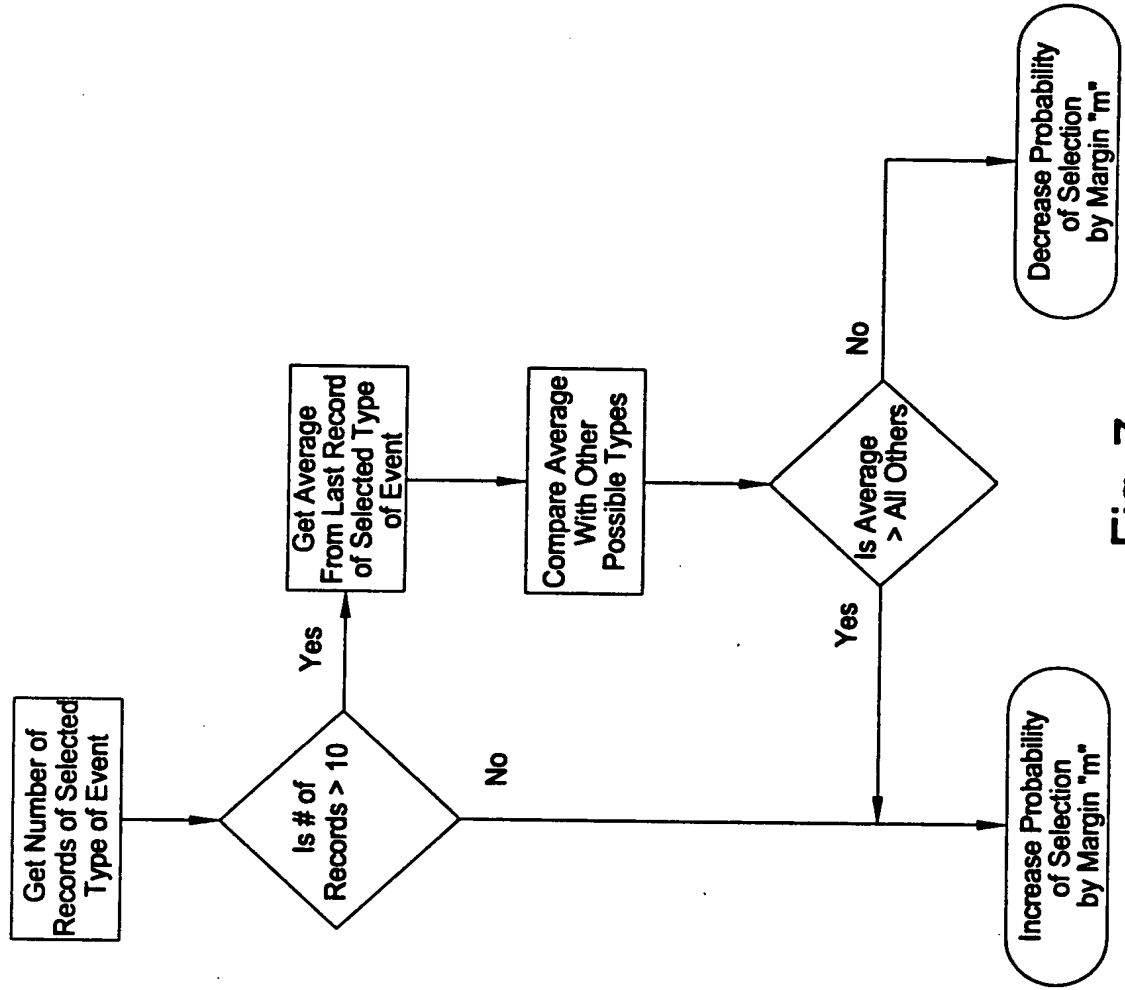 Get Number of
Records of Selected
Type of Event
Is # of
Records > 10
Yes
No
Get Average
From Last Record
of Selected Type
of Event
Compare Average
With Other
Possible Types
Is Average
> All Others
Yes
No
Increase Probability
of Selection
by Margin "m"
Decrease Probability
of Selection
by Margin "m"